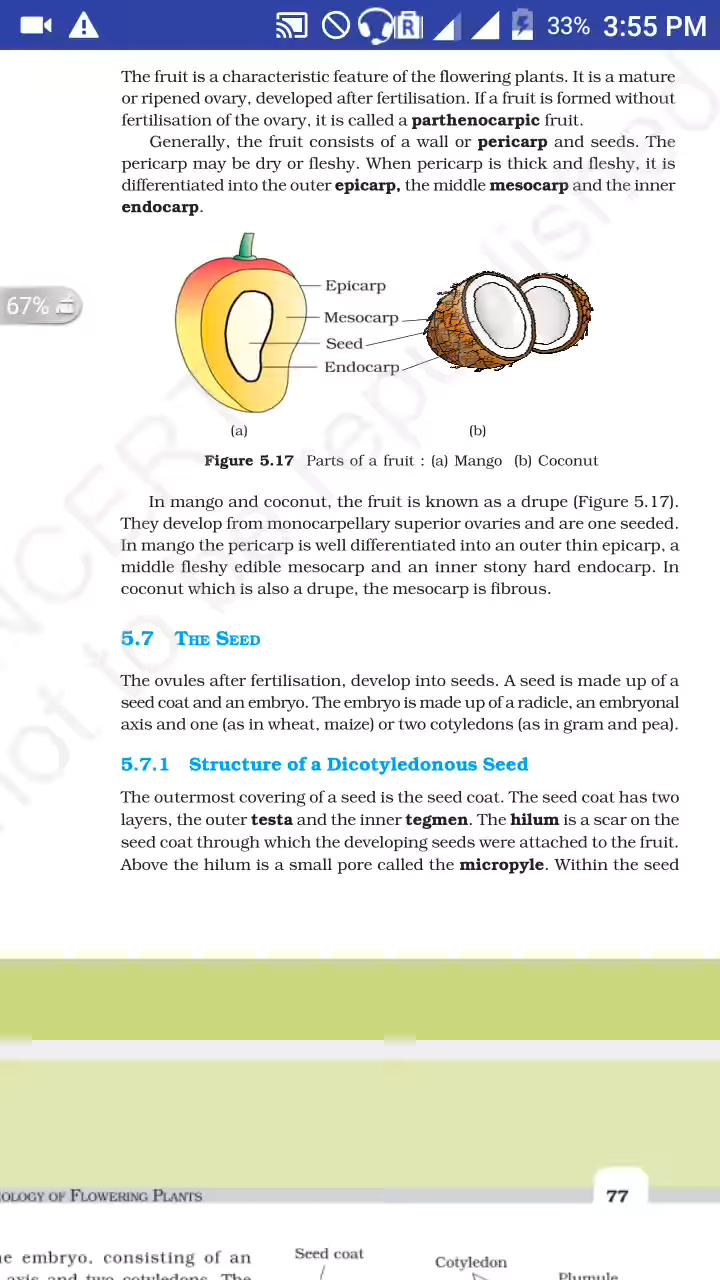 33% 3:55 PM
The fruit is a characteristic feature of the flowering plants. It is a mature
or ripened ovary, developed after fertilisation. If a fruit is formed without
fertilisation of the ovary, it is called a parthenocarpic fruit.
Generally, the fruit consists of a wall or pericarp and seeds. The
pericarp may be dry or fleshy. When pericarp is thick and fleshy, it is
differentiated into the outer epicarp, the middle mesocarp and the inner
endocarp.
67%
Epicarp
Mesocarp
Seed
Endocarp
(a)
(b)
Figure 5.17 Parts of a fruit : (a) Mango (b) Coconut
In mango and coconut, the fruit is known as a drupe (Figure 5.17).
They develop from monocarpellary superior ovaries and are one seeded.
In mango the pericarp is well differentiated into an outer thin epicarp, a
middle fleshy edible mesocarp and an inner stony hard endocarp. In
coconut which is also a drupe, the mesocarp is fibrous.
5.7 THE SEED
The ovules after fertilisation, develop into seeds. A seed is made up of a
seed coat and an embryo. The embryo is made up of a radicle, an embryonal
axis and one (as in wheat, maize) or two cotyledons (as in gram and pea).
5.7.1 Structure of a Dicotyledonous Seed
The outermost covering of a seed is the seed coat. The seed coat has two
layers, the outer testa and the inner tegmen. The hilum is a scar on the
seed coat through which the developing seeds were attached to the fruit.
Above the hilum is a small pore called the micropyle. Within the seed
OLOGY OF FLOWERING PLANTS
77
e embryo, consisting of an
Seed coat
Cotyledon
axis and two cotyledons. The
Plumule
not to be republished